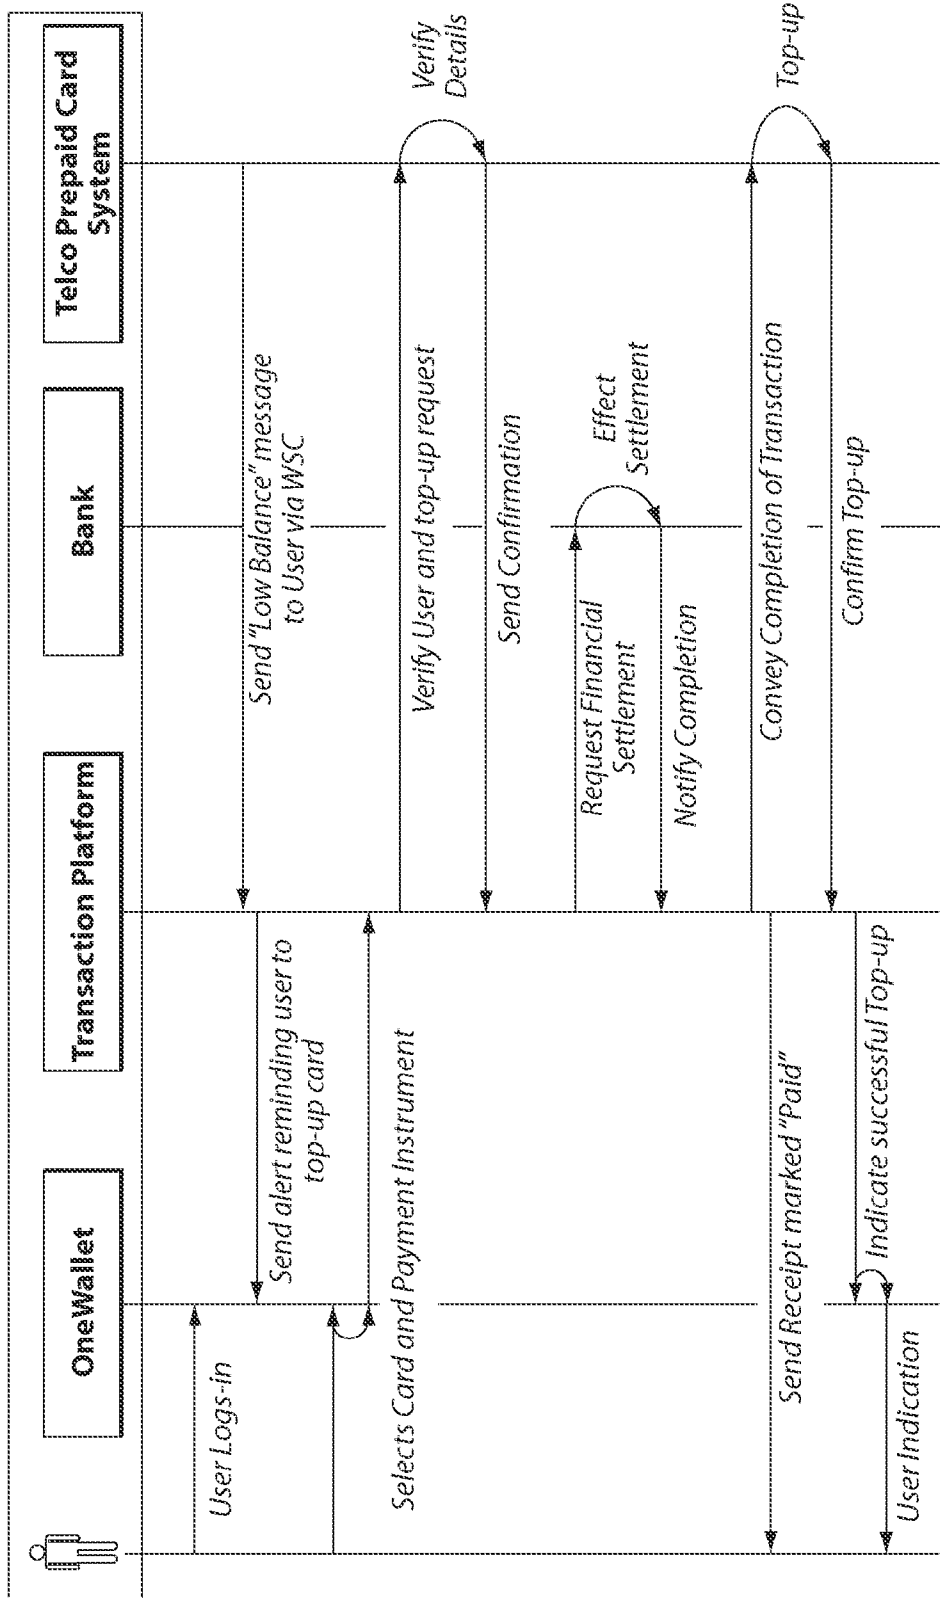 OneWallet
Transaction Platform
Bank
Telco Prepaid Card
System
User Logs-in
Send "Low Balance" message
to User via WSC
Send alert reminding user to
top-up card
Selects Card and Payment Instrument
Verify User and top-up request
Verify
Details
Send Confirmation
Request Financial
Settlement
Effect
Settlement
Notify Completion
Convey Completion of Transaction
Top-up
Send Receipt marked "Paid"
Confirm Top-up
Indicate successful Top-up
User Indication